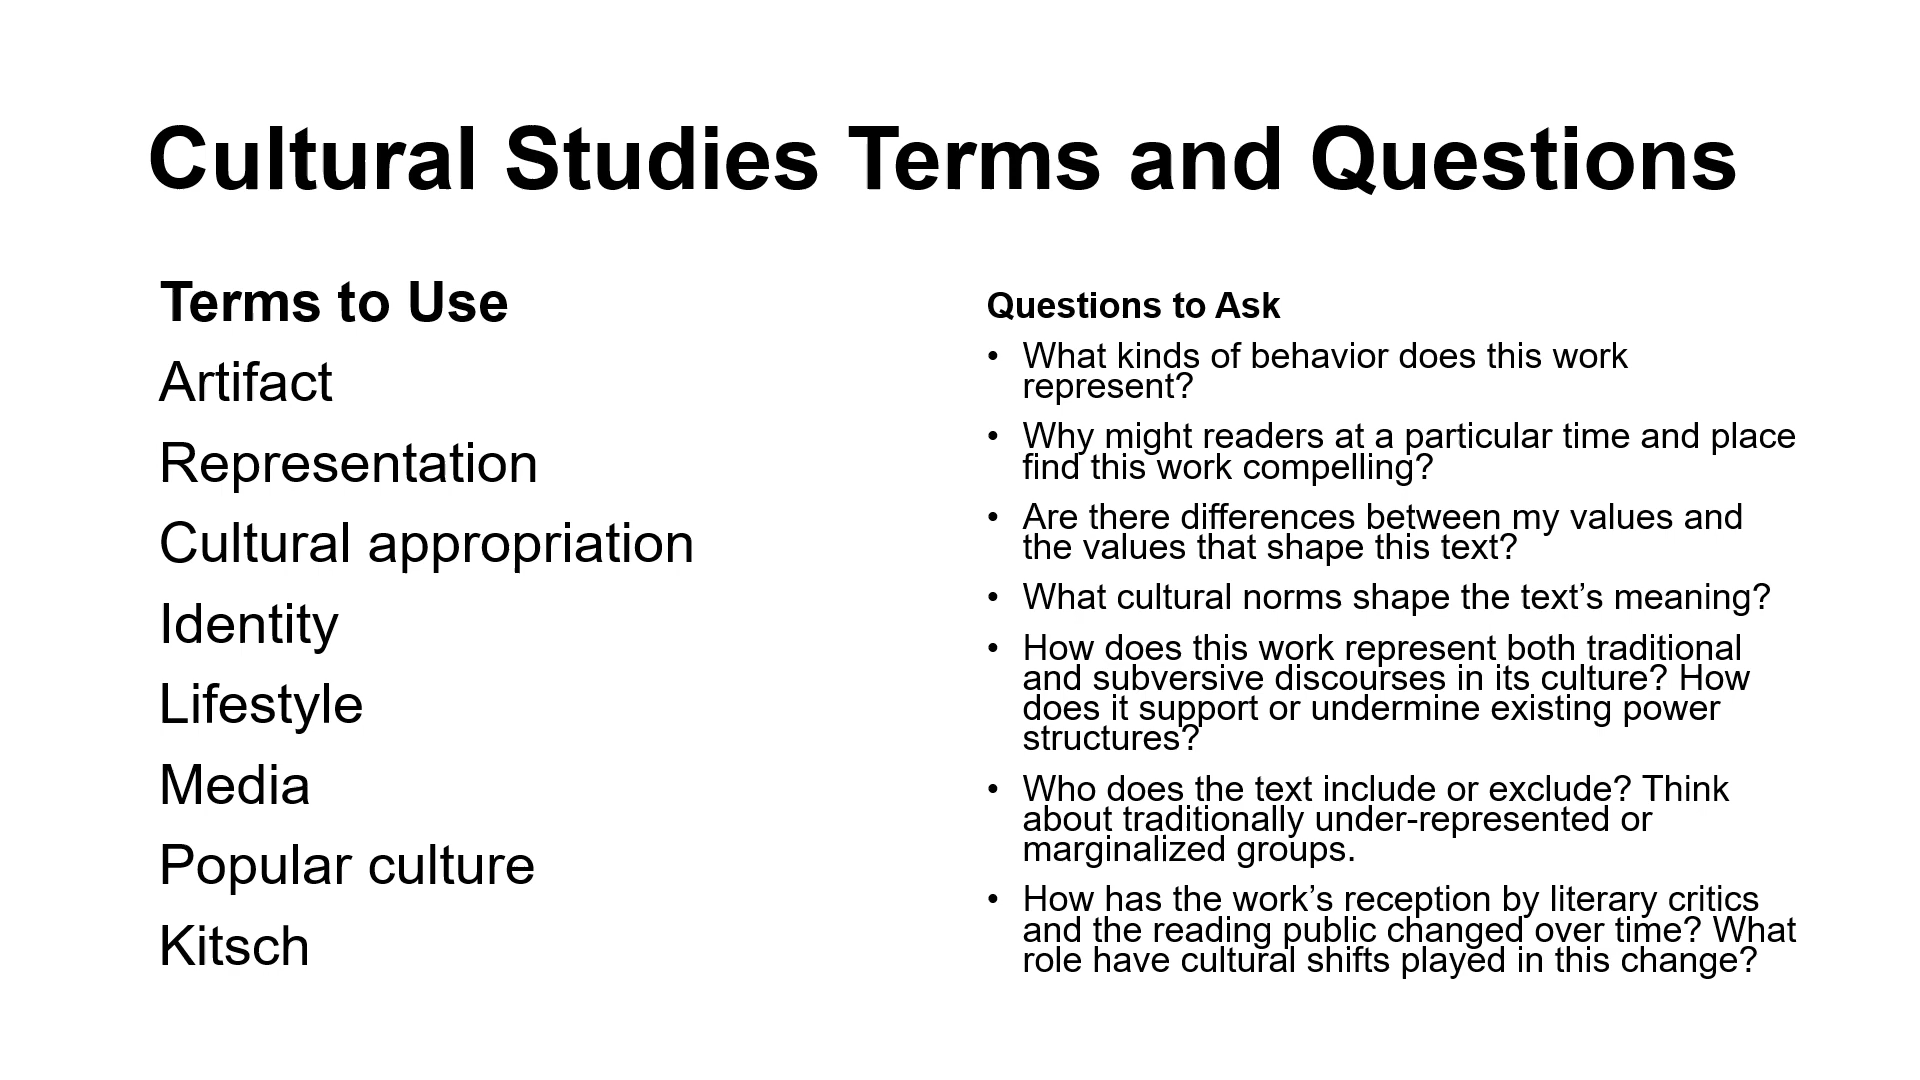 Cultural Studies Terms and Questions
Terms to Use
Artifact
Representation
Cultural appropriation
Identity
Lifestyle
Media
Popular culture
Kitsch
Questions to Ask
• What kinds of behavior does this work
represent?
• Why might readers at a particular time and place
find this work compelling?
• Are there differences between my values and
the values that shape this text?
• What cultural norms shape the text’s meaning?
• How does this work represent both traditional
and subversive discourses in its culture? How
does it support or undermine existing power
structures?
• Who does the text include or exclude? Think
about traditionally under-represented or
marginalized groups.
• How has the work’s reception by literary critics
and the reading public changed over time? What
role have cultural shifts played in this change?